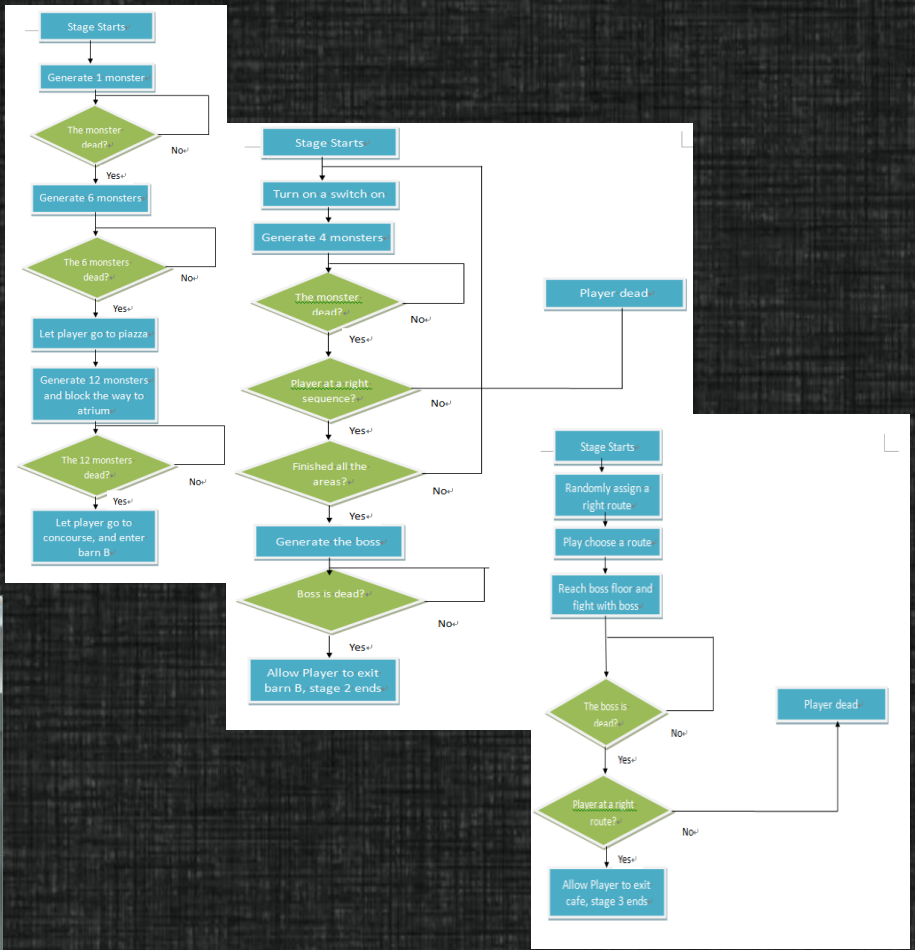 Stage Starts
Generate 1 monster
The monster
dead?
No
Yes
Generate 6 monsters
The 6 monsters
dead?
No
Yes
Let player go to piazza
Generate 12 monsters
and block the way to
atrium
The 12 monsters
dead?
No
Yes
Let player go to
concourse, and enter
barn B
Stage Starts
Turn on a switch on
Generate 4 monsters
The monster
dead?
No
Yes
Player at a right
sequence?
No
Player dead
Yes
Finished all the
areas?
No
Yes
Generate the boss
Boss is dead?
No
Yes
Allow Player to exit
barn B, stage 2 ends
Stage Starts
Randomly assign a
right route
Play choose a route
Reach boss floor and
fight with boss
The boss is
dead?
No
Yes
Player at a right
route?
No
Player dead
Yes
Allow Player to exit
cafe, stage 3 ends